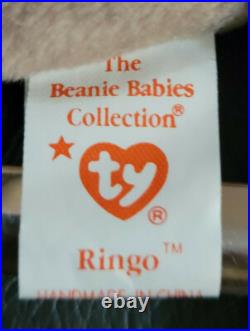 The
Beanie Babies
Collection®
ty ®
Ringo™
HANDMADE IN CHINA